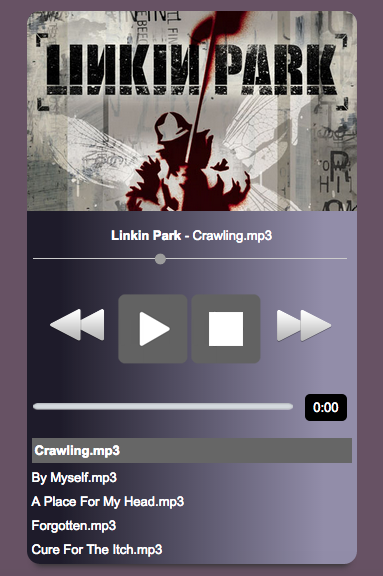 LINKIN PARK
Linkin Park - Crawling.mp3
0:00
Crawling.mp3
By Myself.mp3
A Place For My Head.mp3
Forgotten.mp3
Cure For The Itch.mp3